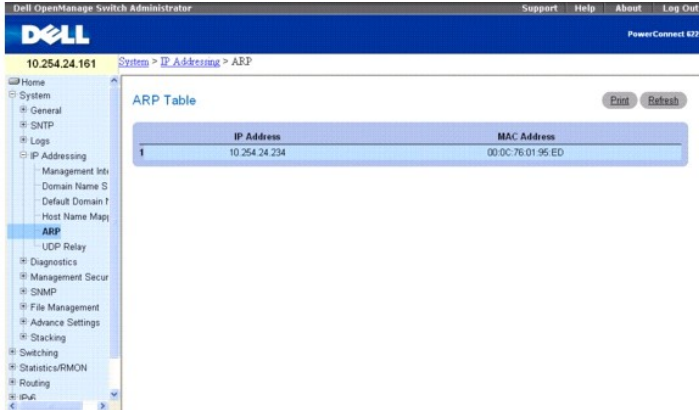 Dell OpenManage Switch Administrator Support Help About Log Out
DELL
PowerConnect 622
10.254.24.161
System > IP Addressing > ARP
Home
System
General
SNTP
Logs
IP Addressing
Management Inte
Domain Name S
Default Domain N
Host Name Mapp
ARP
UDP Relay
Diagnostics
Management Secur
SNMP
File Management
Advance Settings
Stacking
Switching
Statistics/RMON
Routing
IPv6
ARP Table
Print Refresh
IP Address MAC Address
1 10.254.24.234 00:0C:76:01:95:ED